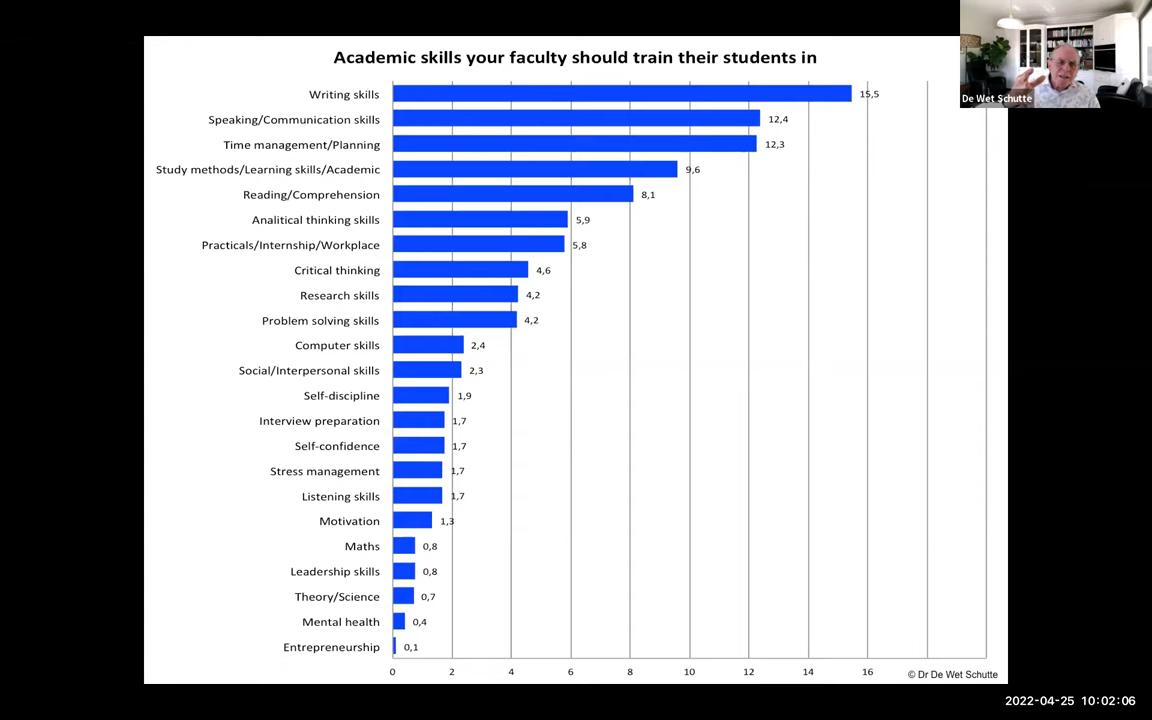 Academic skills your faculty should train their students in
De Wet Schutte
Writing skills 15,5
Speaking/Communication skills 12,4
Time management/Planning 12,3
Study methods/Learning skills/Academic 9,6
Reading/Comprehension 8,1
Analitical thinking skills 5,9
Practicals/Internship/Workplace 5,8
Critical thinking 4,6
Research skills 4,2
Problem solving skills 4,2
Computer skills 2,4
Social/Interpersonal skills 2,3
Self-discipline 1,9
Interview preparation 1,7
Self-confidence 1,7
Stress management 1,7
Listening skills 1,7
Motivation 1,3
Maths 0,8
Leadership skills 0,8
Theory/Science 0,7
Mental health 0,4
Entrepreneurship 0,1
0 2 4 6 8 10 12 14 16
© Dr De Wet Schutte
2022-04-25 10:02:06